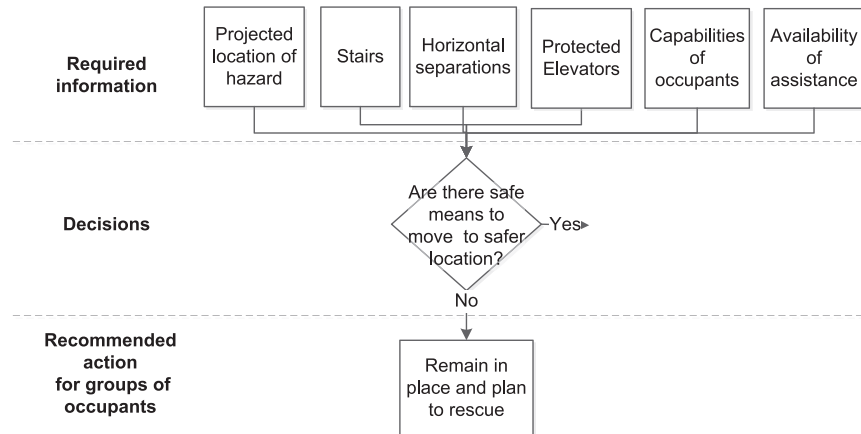 Required
information
Projected
location of
hazard
Stairs
Horizontal
separations
Protected
Elevators
Capabilities
of
occupants
Availability
of
assistance
Decisions
Are there safe
means to
move to safer
location?
Yes
No
Recommended
action
for groups of
occupants
Remain in
place and plan
to rescue